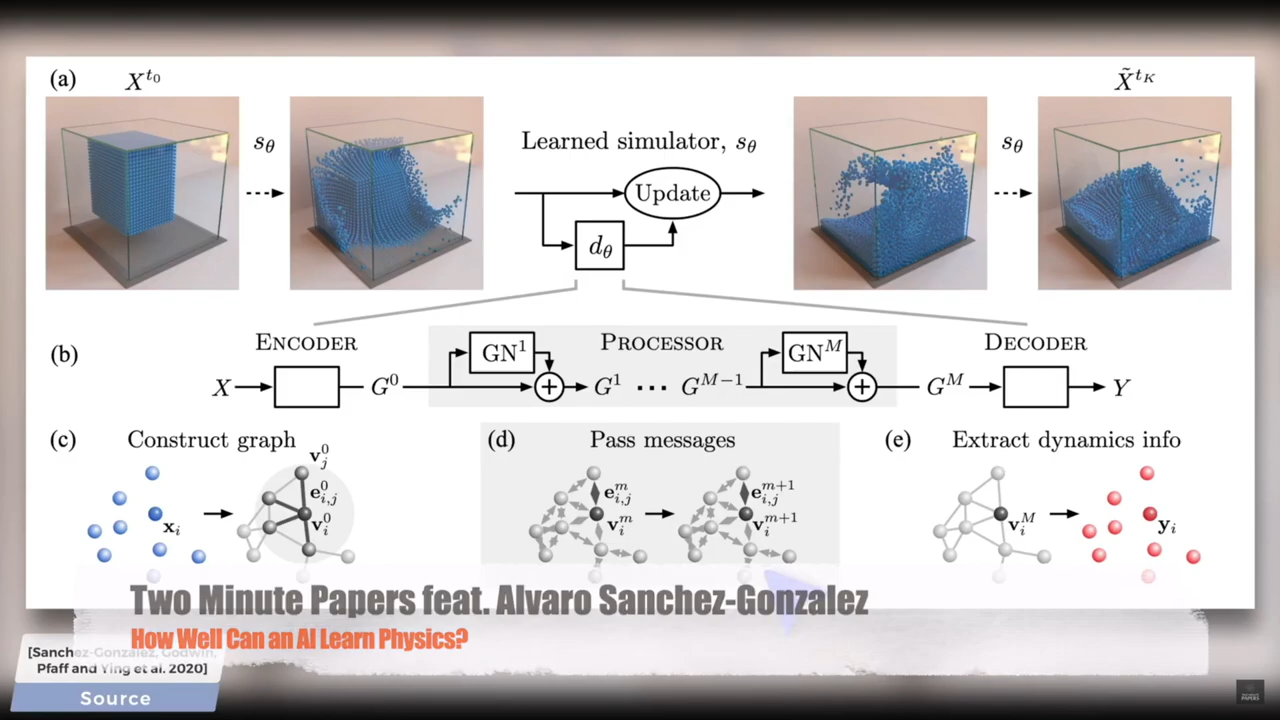 (a)
X^{t_0}
X̃^{t_K}
s_θ
Learned simulator, s_θ
s_θ
Update
d_θ
(b)
ENCODER
PROCESSOR
DECODER
GN^1
GN^M
X
G^0
G^1 ··· G^{M−1}
G^M
Y
(c) Construct graph
v_j^0
e_{i,j}^0
x_i
v_i^0
(d) Pass messages
e_{i,j}^m
v_i^m
e_{i,j}^{m+1}
v_i^{m+1}
(e) Extract dynamics info
v_i^M
y_i
Two Minute Papers feat. Alvaro Sanchez-Gonzalez
How Well Can an AI Learn Physics?
[Sanchez-Gonzalez, Godwin,
Pfaff and Ying et al. 2020]
Source